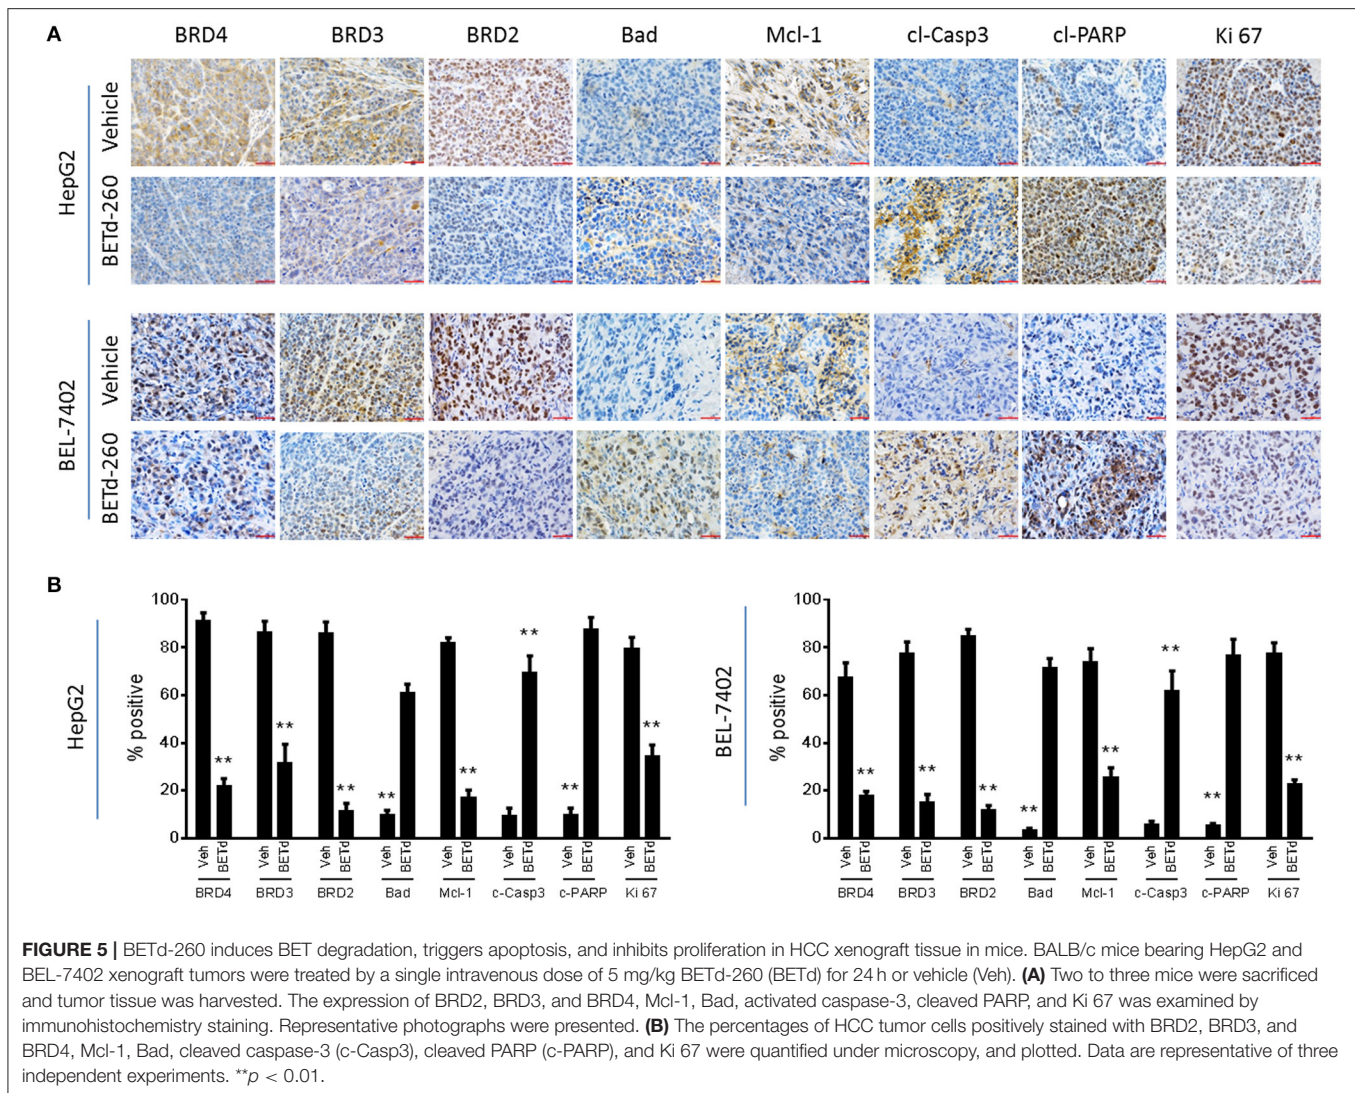 A
BRD4 BRD3 BRD2 Bad Mcl-1 cl-Casp3 cl-PARP Ki 67
HepG2
Vehicle
BETd-260
BEL-7402
Vehicle
BETd-260
B
HepG2
% positive
100
80
60
40
20
0
** ** ** ** ** ** ** **
Veh BETd Veh BETd Veh BETd Veh BETd Veh BETd Veh BETd Veh BETd Veh BETd
BRD4 BRD3 BRD2 Bad Mcl-1 c-Casp3 c-PARP Ki 67
BEL-7402
% positive
100
80
60
40
20
0
** ** ** ** ** ** ** **
Veh BETd Veh BETd Veh BETd Veh BETd Veh BETd Veh BETd Veh BETd Veh BETd
BRD4 BRD3 BRD2 Bad Mcl-1 c-Casp3 c-PARP Ki 67
FIGURE 5 | BETd-260 induces BET degradation, triggers apoptosis, and inhibits proliferation in HCC xenograft tissue in mice. BALB/c mice bearing HepG2 and
BEL-7402 xenograft tumors were treated by a single intravenous dose of 5 mg/kg BETd-260 (BETd) for 24 h or vehicle (Veh). (A) Two to three mice were sacrificed
and tumor tissue was harvested. The expression of BRD2, BRD3, and BRD4, Mcl-1, Bad, activated caspase-3, cleaved PARP, and Ki 67 was examined by
immunohistochemistry staining. Representative photographs were presented. (B) The percentages of HCC tumor cells positively stained with BRD2, BRD3, and
BRD4, Mcl-1, Bad, cleaved caspase-3 (c-Casp3), cleaved PARP (c-PARP), and Ki 67 were quantified under microscopy, and plotted. Data are representative of three
independent experiments. **p < 0.01.